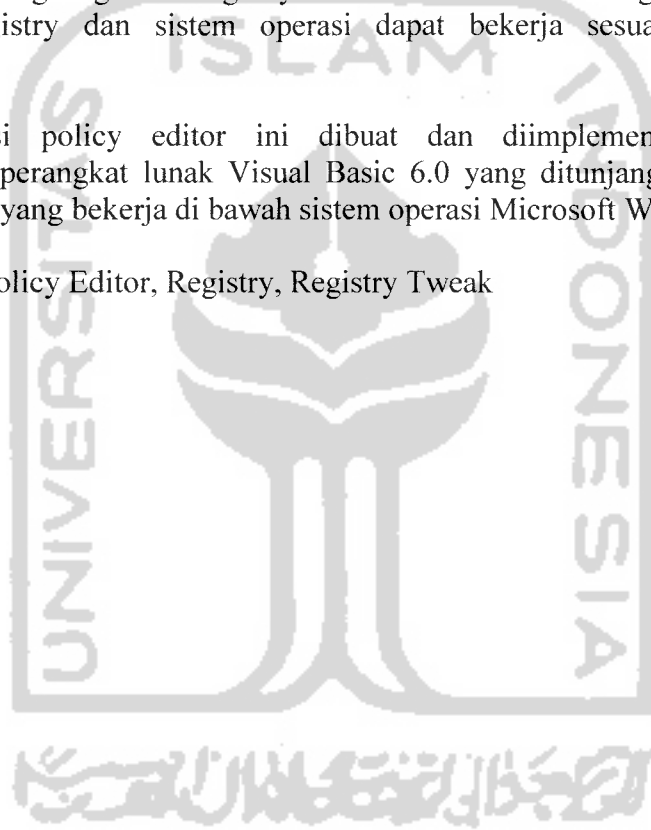 istry dan sistem operasi dapat bekerja sesua
si policy editor ini dibuat dan diimplemen
perangkat lunak Visual Basic 6.0 yang ditunjang
yang bekerja di bawah sistem operasi Microsoft W
olicy Editor, Registry, Registry Tweak
ISLAM
UNIVERSITAS
INDONESIA